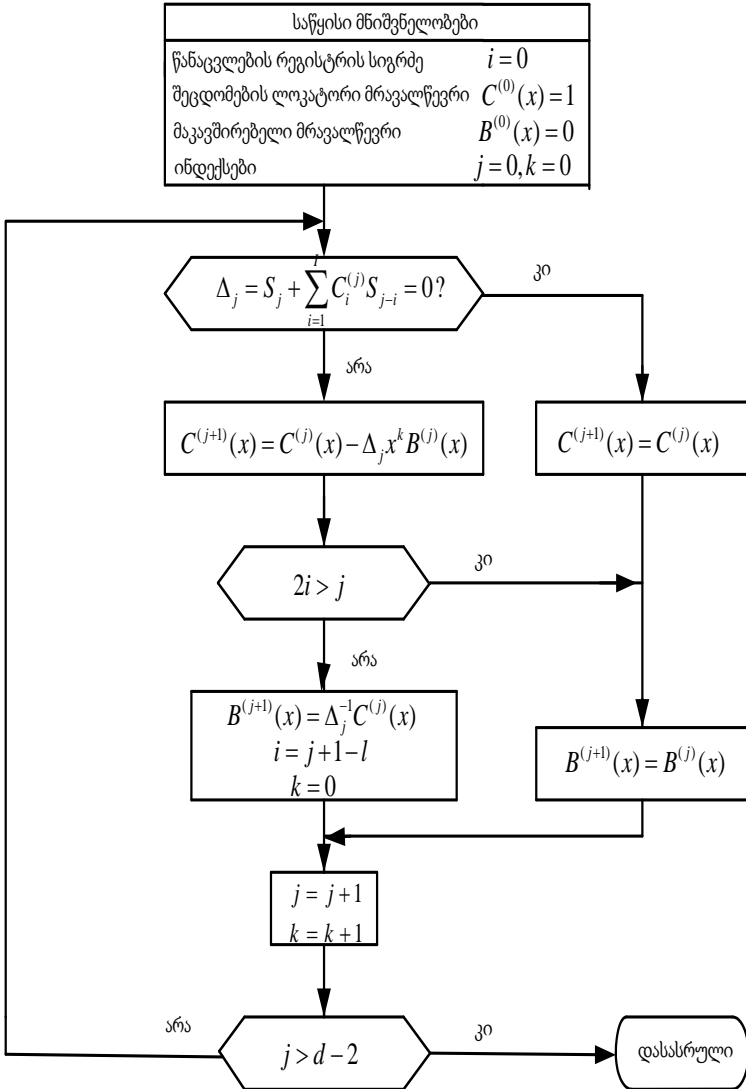 საწყისი მნიშვნელობები
წანაცვლების რეგისტრის სიგრძე i = 0
შეცდომების ლოკატორი მრავალწევრი C^{(0)}(x) = 1
მაკავშირებელი მრავალწევრი B^{(0)}(x) = 0
ინდექსები j = 0, k = 0
Δ_j = S_j + \sum_{i=1}^{l} C_i^{(j)} S_{j-i} = 0?
კი
არა
C^{(j+1)}(x) = C^{(j)}(x) − Δ_j x^k B^{(j)}(x)
C^{(j+1)}(x) = C^{(j)}(x)
2i > j
კი
არა
B^{(j+1)}(x) = Δ_j^{-1} C^{(j)}(x)
i = j + 1 − l
k = 0
B^{(j+1)}(x) = B^{(j)}(x)
j = j + 1
k = k + 1
არა
j > d − 2
კი
დასასრული